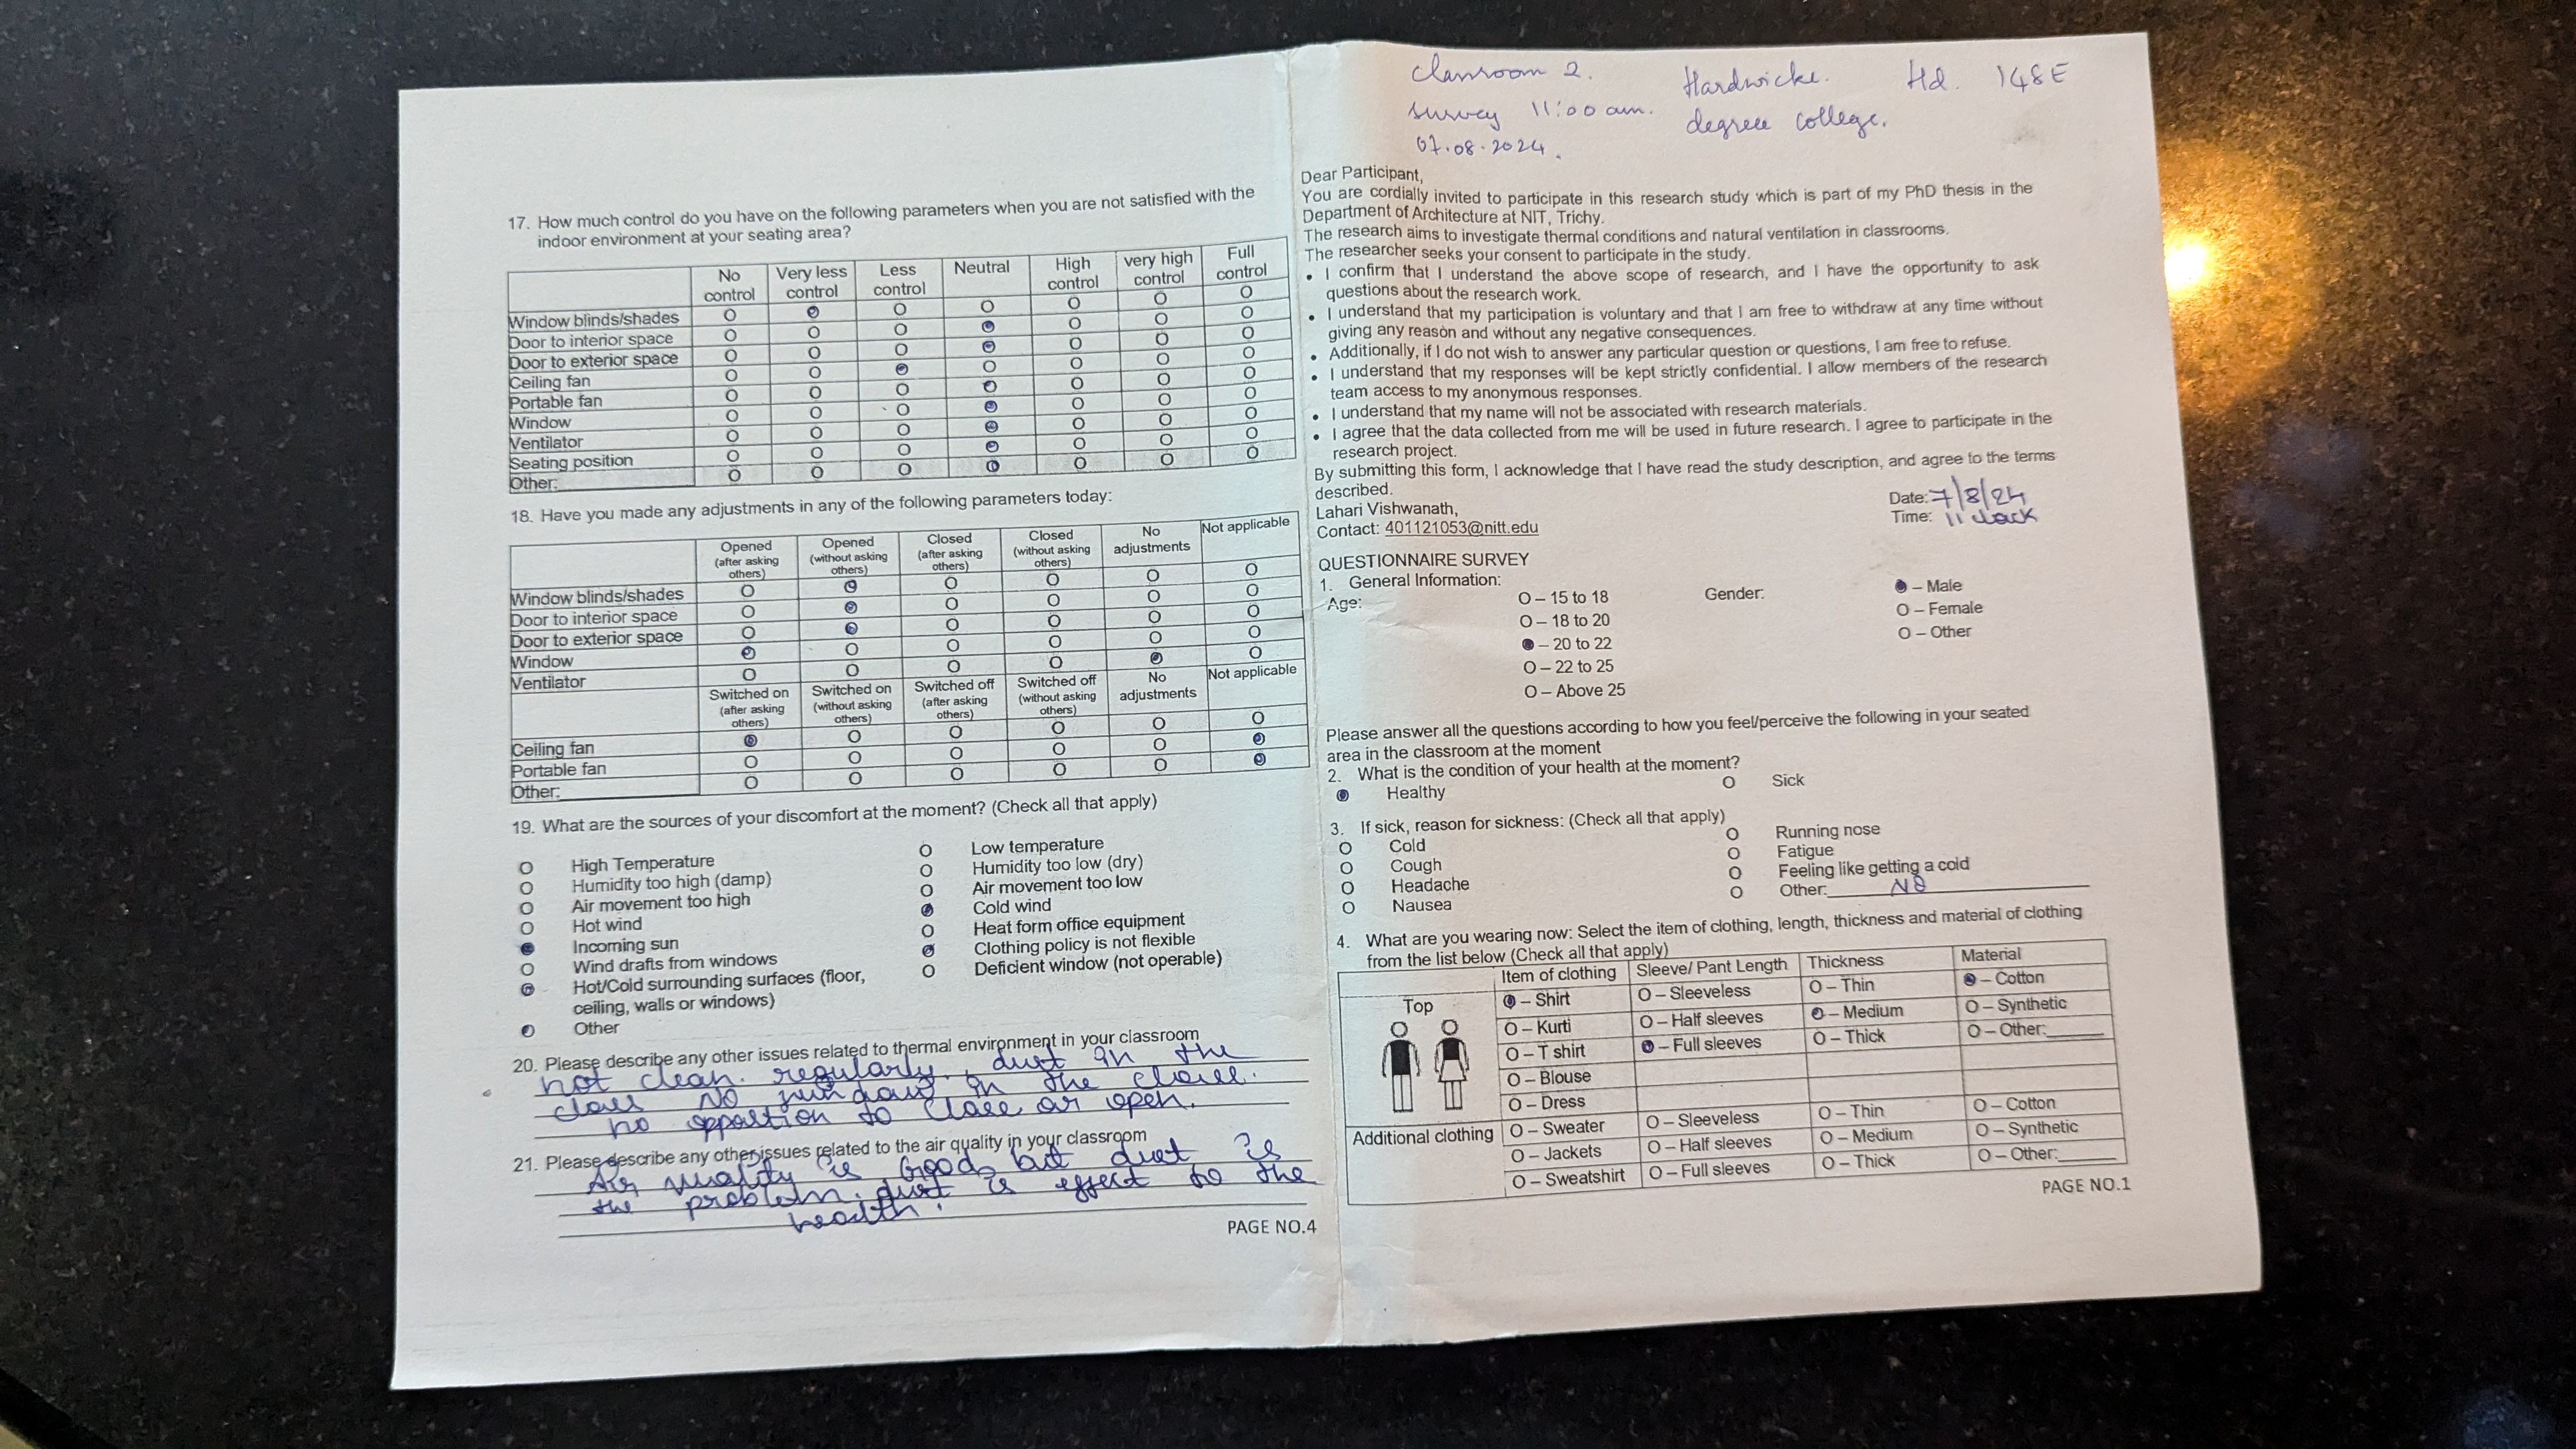 17. How much control do you have on the following parameters when you are not satisfied with the
indoor environment at your seating area?
No control Very less control Less control Neutral High control very high control Full control
Window blinds/shades O O O O O O O
Door to interior space O O O O O O O
Door to exterior space O O O O O O O
Ceiling fan O O O O O O O
Portable fan O O O O O O O
Window O O O O O O O
Ventilator O O O O O O O
Seating position O O O O O O O
Other: O O O O O O O
18. Have you made any adjustments in any of the following parameters today:
Opened (after asking others) Opened (without asking others) Closed (after asking others) Closed (without asking others) No adjustments Not applicable
Window blinds/shades O O O O O O
Door to interior space O O O O O O
Door to exterior space O O O O O O
Window O O O O O O
Ventilator O O O O O O
Switched on (after asking others) Switched on (without asking others) Switched off (after asking others) Switched off (without asking others) No adjustments Not applicable
Ceiling fan O O O O O O
Portable fan O O O O O O
Other: O O O O O O
19. What are the sources of your discomfort at the moment? (Check all that apply)
O High Temperature O Low temperature
O Humidity too high (damp) O Humidity too low (dry)
O Air movement too high O Air movement too low
O Hot wind O Cold wind
O Incoming sun O Heat form office equipment
O Wind drafts from windows O Clothing policy is not flexible
O Hot/Cold surrounding surfaces (floor, O Deficient window (not operable)
ceiling, walls or windows)
O Other
20. Please describe any other issues related to thermal environment in your classroom
not clean. regularly. dust in the
class No in the
no to close or open.
21. Please describe any other issues related to the air quality in your classroom
Air quality is Good, but dust is
the problem. dust is effect to the
health.
PAGE NO.4
classroom 2. Hardwicke. Hd. 148E
survey 11:00 am. degree college.
07.08.2024.
Dear Participant,
You are cordially invited to participate in this research study which is part of my PhD thesis in the
Department of Architecture at NIT, Trichy.
The research aims to investigate thermal conditions and natural ventilation in classrooms.
The researcher seeks your consent to participate in the study.
• I confirm that I understand the above scope of research, and I have the opportunity to ask
questions about the research work.
• I understand that my participation is voluntary and that I am free to withdraw at any time without
giving any reason and without any negative consequences.
• Additionally, if I do not wish to answer any particular question or questions, I am free to refuse.
• I understand that my responses will be kept strictly confidential. I allow members of the research
team access to my anonymous responses.
• I understand that my name will not be associated with research materials.
• I agree that the data collected from me will be used in future research. I agree to participate in the
research project.
By submitting this form, I acknowledge that I have read the study description, and agree to the terms
described.
Lahari Vishwanath, Date: 7/8/24
Contact: 401121053@nitt.edu Time: 11 clock
QUESTIONNAIRE SURVEY
1. General Information:
Age: O – 15 to 18 Gender: O – Male
O – 18 to 20 O – Female
O – 20 to 22 O – Other
O – 22 to 25
O – Above 25
Please answer all the questions according to how you feel/perceive the following in your seated
area in the classroom at the moment
2. What is the condition of your health at the moment?
O Healthy O Sick
3. If sick, reason for sickness: (Check all that apply)
O Cold O Running nose
O Cough O Fatigue
O Headache O Feeling like getting a cold
O Nausea O Other: NO
4. What are you wearing now: Select the item of clothing, length, thickness and material of clothing
from the list below (Check all that apply)
Item of clothing Sleeve/ Pant Length Thickness Material
Top O – Shirt O – Sleeveless O – Thin O – Cotton
O – Kurti O – Half sleeves O – Medium O – Synthetic
O – T shirt O – Full sleeves O – Thick O – Other:
O – Blouse
O – Dress
Additional clothing O – Sweater O – Sleeveless O – Thin O – Cotton
O – Jackets O – Half sleeves O – Medium O – Synthetic
O – Sweatshirt O – Full sleeves O – Thick O – Other:
PAGE NO.1